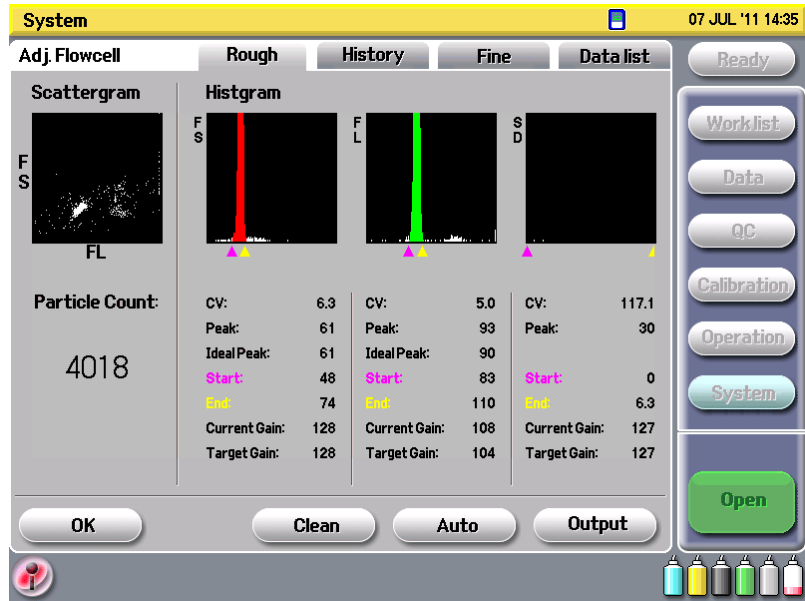 System
07 JUL '11 14:35
Adj. Flowcell
Rough
History
Fine
Data list
Ready
Scattergram
Histgram
FS
FL
FS
FL
SD
Particle Count:
4018
CV: 6.3
Peak: 61
Ideal Peak: 61
Start: 48
End: 74
Current Gain: 128
Target Gain: 128
CV: 5.0
Peak: 93
Ideal Peak: 90
Start: 83
End: 110
Current Gain: 108
Target Gain: 104
CV: 117.1
Peak: 30
Start: 0
End: 6.3
Current Gain: 127
Target Gain: 127
OK
Clean
Auto
Output
Work list
Data
QC
Calibration
Operation
System
Open